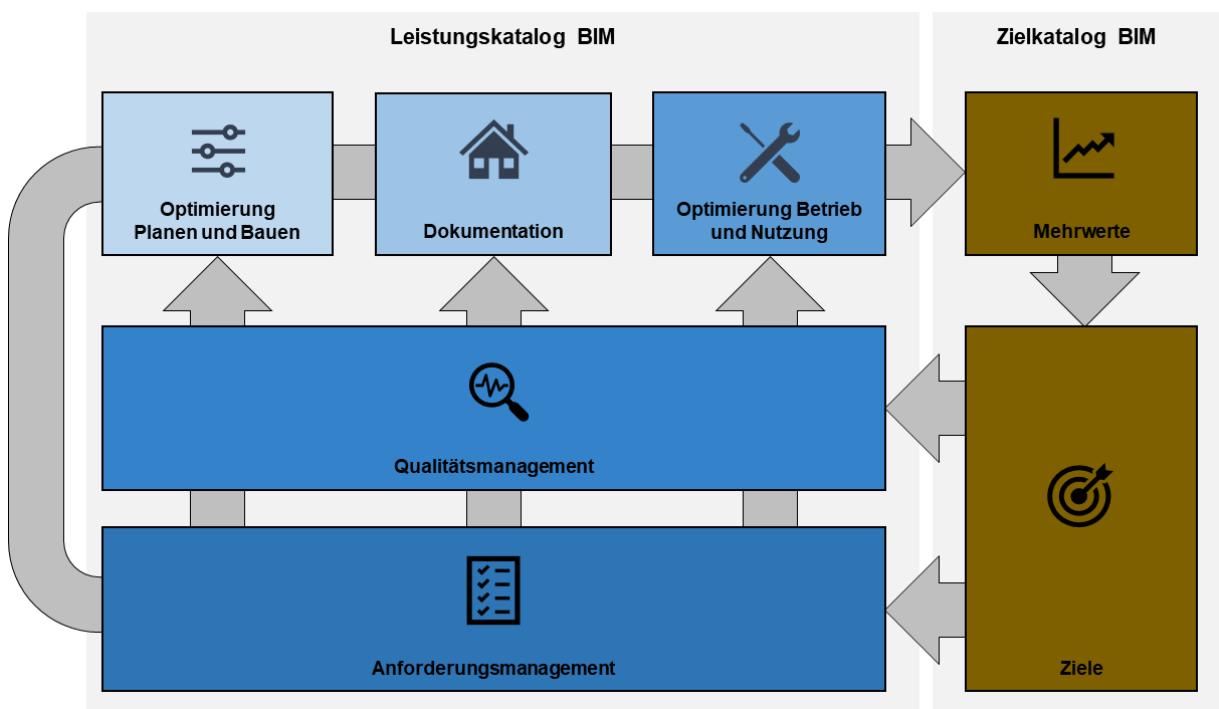 Leistungskatalog BIM
Zielkatalog BIM
Optimierung
Planen und Bauen
Dokumentation
Optimierung Betrieb
und Nutzung
Mehrwerte
Qualitätsmanagement
Anforderungsmanagement
Ziele